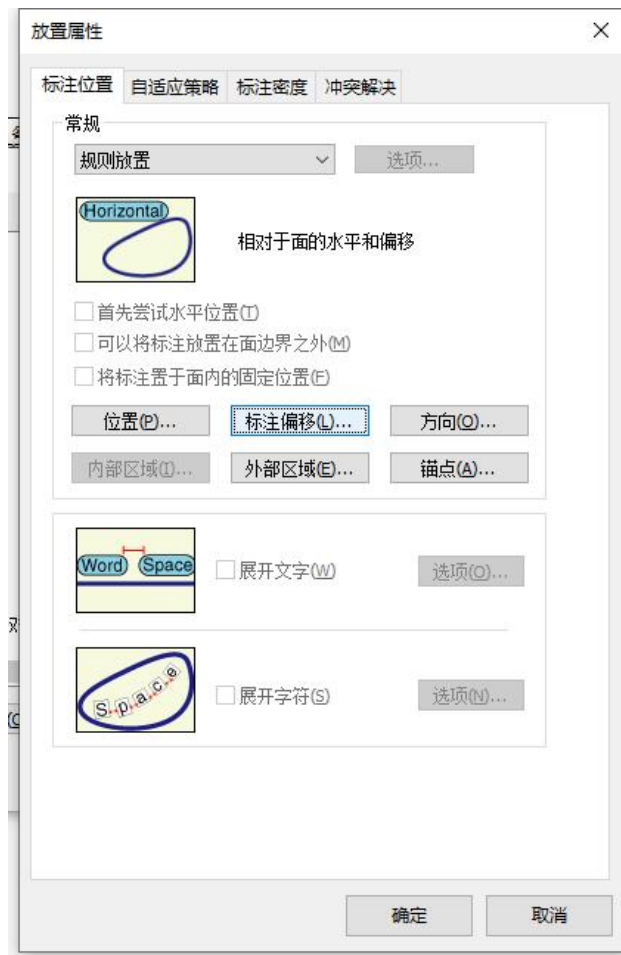 放置属性
标注位置 自适应策略 标注密度 冲突解决
常规
规则放置 选项...
Horizontal
相对于面的水平和偏移
首先尝试水平位置(T)
可以将标注放置在面边界之外(M)
将标注置于面内的固定位置(F)
位置(P)... 标注偏移(L)... 方向(O)...
内部区域(I)... 外部区域(E)... 锚点(A)...
Word Space 展开文字(W) 选项(O)...
Space 展开字符(S) 选项(N)...
确定 取消